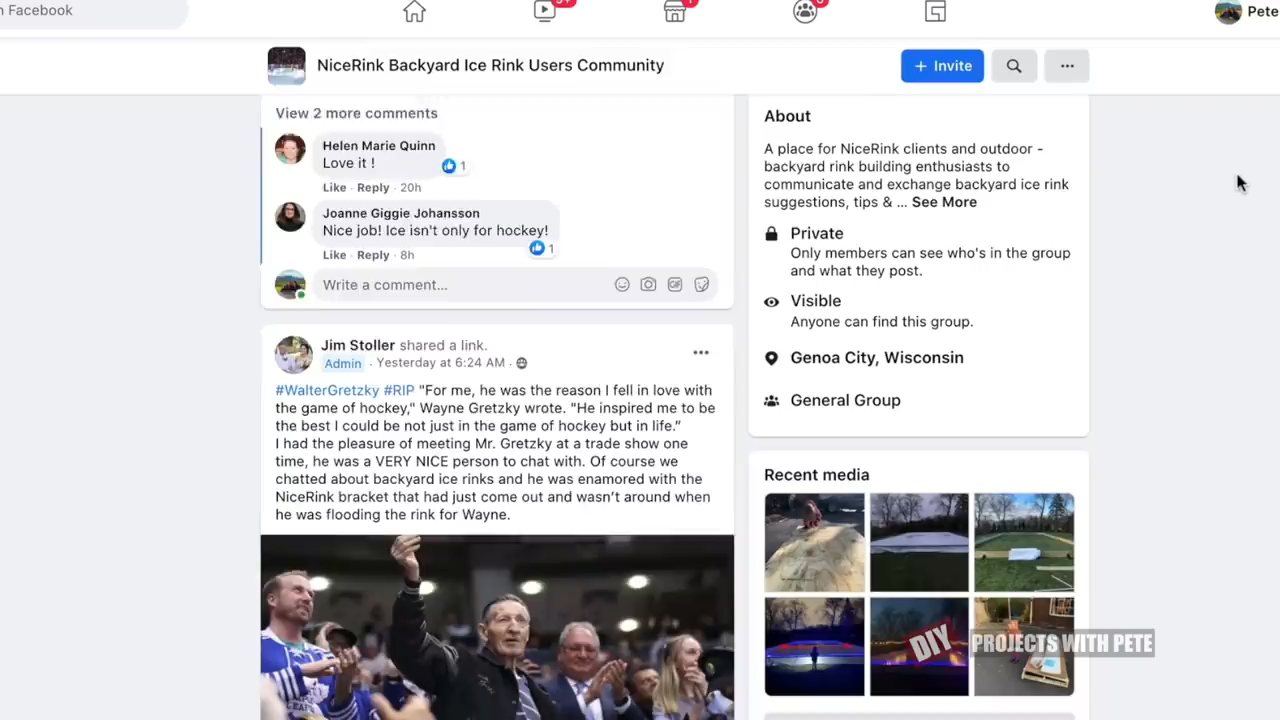 Facebook
9+
Pete
NiceRink Backyard Ice Rink Users Community
+ Invite
View 2 more comments
Helen Marie Quinn
Love it !
1
Like · Reply · 20h
Joanne Giggie Johansson
Nice job! Ice isn't only for hockey!
1
Like · Reply · 8h
Write a comment...
GIF
Jim Stoller shared a link.
Admin · Yesterday at 6:24 AM ·
#WalterGretzky #RIP "For me, he was the reason I fell in love with
the game of hockey," Wayne Gretzky wrote. "He inspired me to be
the best I could be not just in the game of hockey but in life."
I had the pleasure of meeting Mr. Gretzky at a trade show one
time, he was a VERY NICE person to chat with. Of course we
chatted about backyard ice rinks and he was enamored with the
NiceRink bracket that had just come out and wasn't around when
he was flooding the rink for Wayne.
About
A place for NiceRink clients and outdoor -
backyard rink building enthusiasts to
communicate and exchange backyard ice rink
suggestions, tips & ... See More
Private
Only members can see who's in the group
and what they post.
Visible
Anyone can find this group.
Genoa City, Wisconsin
General Group
Recent media
DIY PROJECTS WITH PETE